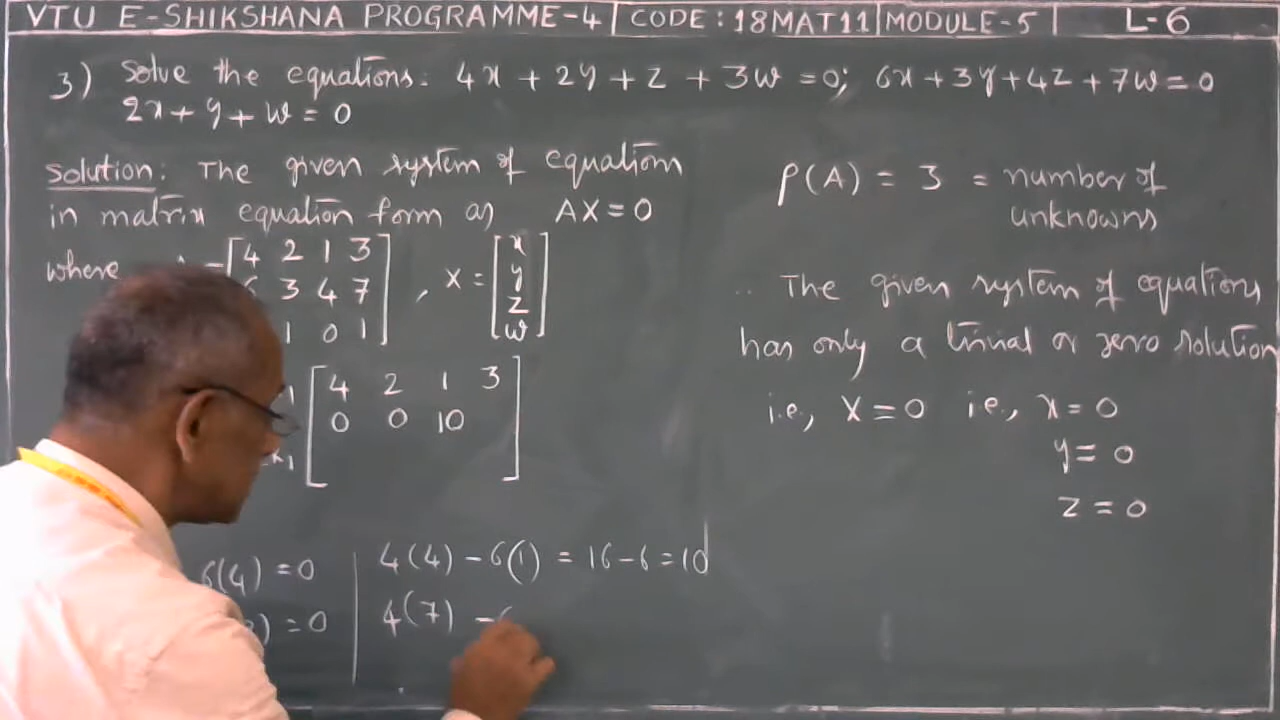 VTU E-SHIKSHANA PROGRAMME-4 | CODE: 18MAT11 | MODULE-5 | L-6
3) Solve the equations: 4x + 2y + z + 3w = 0; 6x + 3y + 4z + 7w = 0
2x + y + w = 0
Solution: The given system of equation
in matrix equation form as AX = 0
where
4 2 1 3
3 4 7 , X =
1 0 1
x
y
z
w
4 2 1 3
0 0 10
6(4) = 0
) = 0
4(4) - 6(1) = 16 - 6 = 10
4(7) -
ρ(A) = 3 = number of
unknowns
∴ The given system of equations
has only a trivial or zero solution
i.e., X = 0 i.e., x = 0
y = 0
z = 0